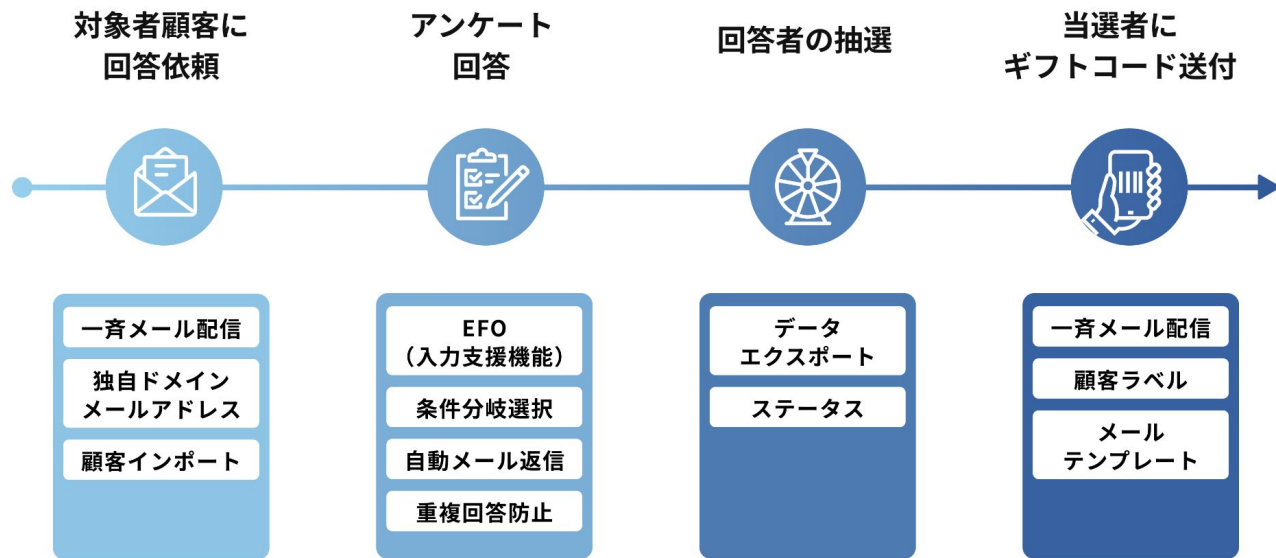 対象者顧客に
回答依頼
アンケート
回答
回答者の抽選
当選者に
ギフトコード送付
一斉メール配信
独自ドメイン
メールアドレス
顧客インポート
EFO
（入力支援機能）
条件分岐選択
自動メール返信
重複回答防止
データ
エクスポート
ステータス
一斉メール配信
顧客ラベル
メール
テンプレート